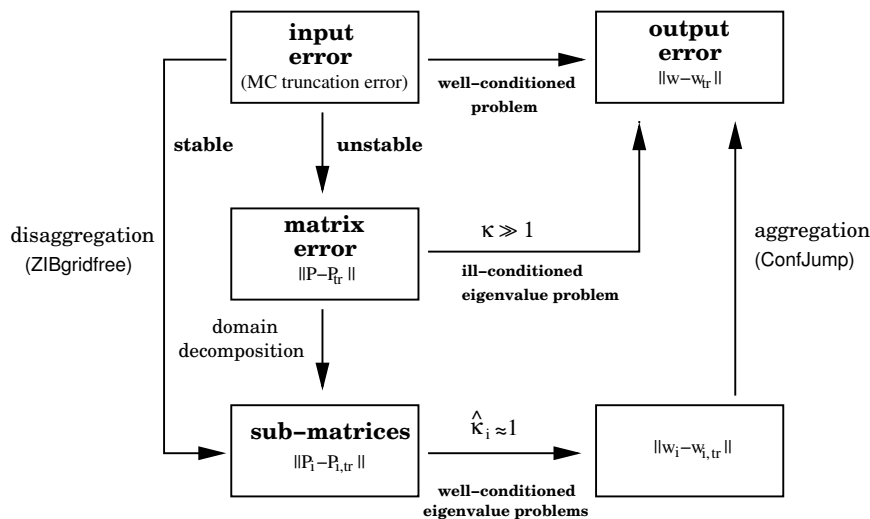 input
error
(MC truncation error)
output
error
||w−w_tr||
well−conditioned
problem
stable
unstable
disaggregation
(ZIBgridfree)
matrix
error
||P−P_tr ||
κ ≫ 1
ill−conditioned
eigenvalue problem
aggregation
(ConfJump)
domain
decomposition
sub−matrices
||P_i−P_i,tr ||
κ̂_i ≈1
well−conditioned
eigenvalue problems
||w_i−w_i,tr ||